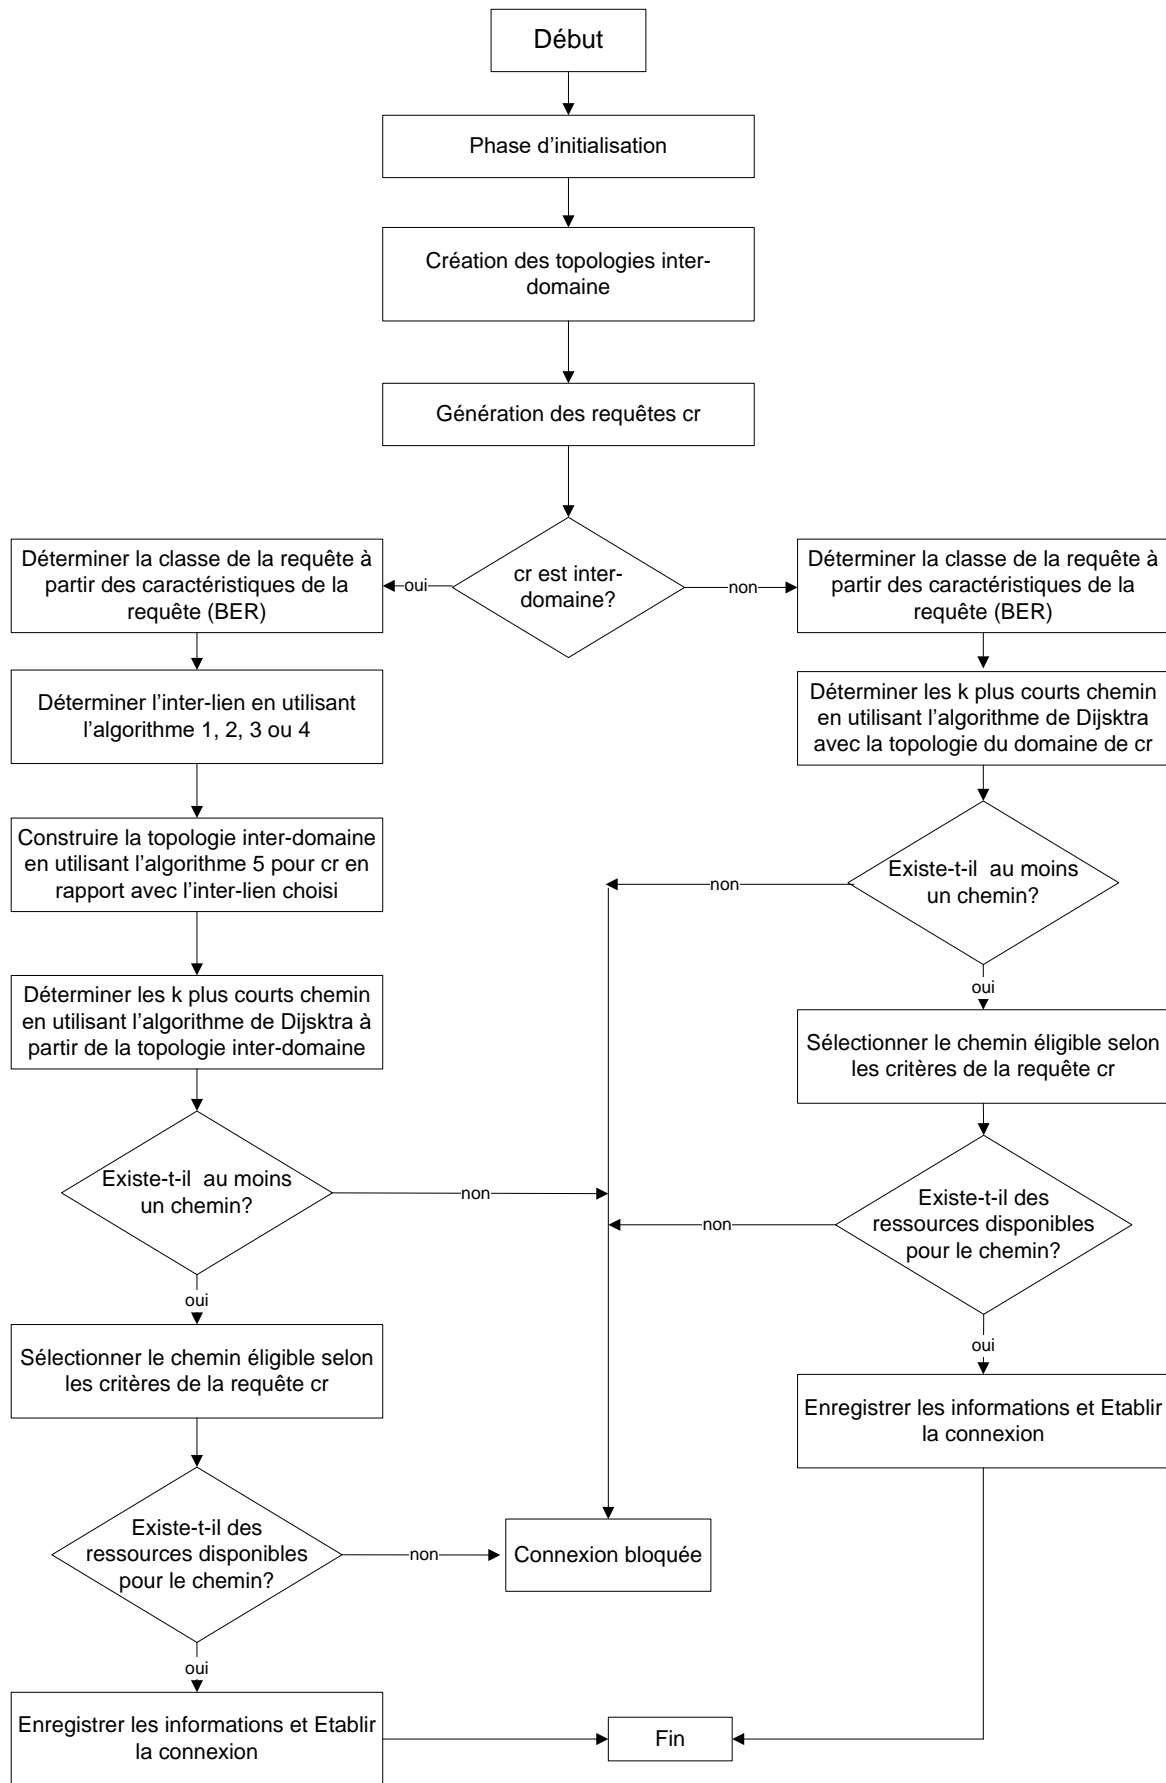 Début
Phase d’initialisation
Création des topologies inter-
domaine
Génération des requêtes cr
cr est inter-
domaine?
oui
non
Déterminer la classe de la requête à
partir des caractéristiques de la
requête (BER)
Déterminer l’inter-lien en utilisant
l’algorithme 1, 2, 3 ou 4
Construire la topologie inter-domaine
en utilisant l’algorithme 5 pour cr en
rapport avec l’inter-lien choisi
Déterminer les k plus courts chemin
en utilisant l’algorithme de Dijsktra à
partir de la topologie inter-domaine
Existe-t-il au moins
un chemin?
non
oui
Sélectionner le chemin éligible selon
les critères de la requête cr
Existe-t-il des
ressources disponibles
pour le chemin?
non
oui
Enregistrer les informations et Etablir
la connexion
Déterminer la classe de la requête à
partir des caractéristiques de la
requête (BER)
Déterminer les k plus courts chemin
en utilisant l’algorithme de Dijsktra
avec la topologie du domaine de cr
Existe-t-il au moins
un chemin?
non
oui
Sélectionner le chemin éligible selon
les critères de la requête cr
Existe-t-il des
ressources disponibles
pour le chemin?
non
oui
Enregistrer les informations et Etablir
la connexion
Connexion bloquée
Fin